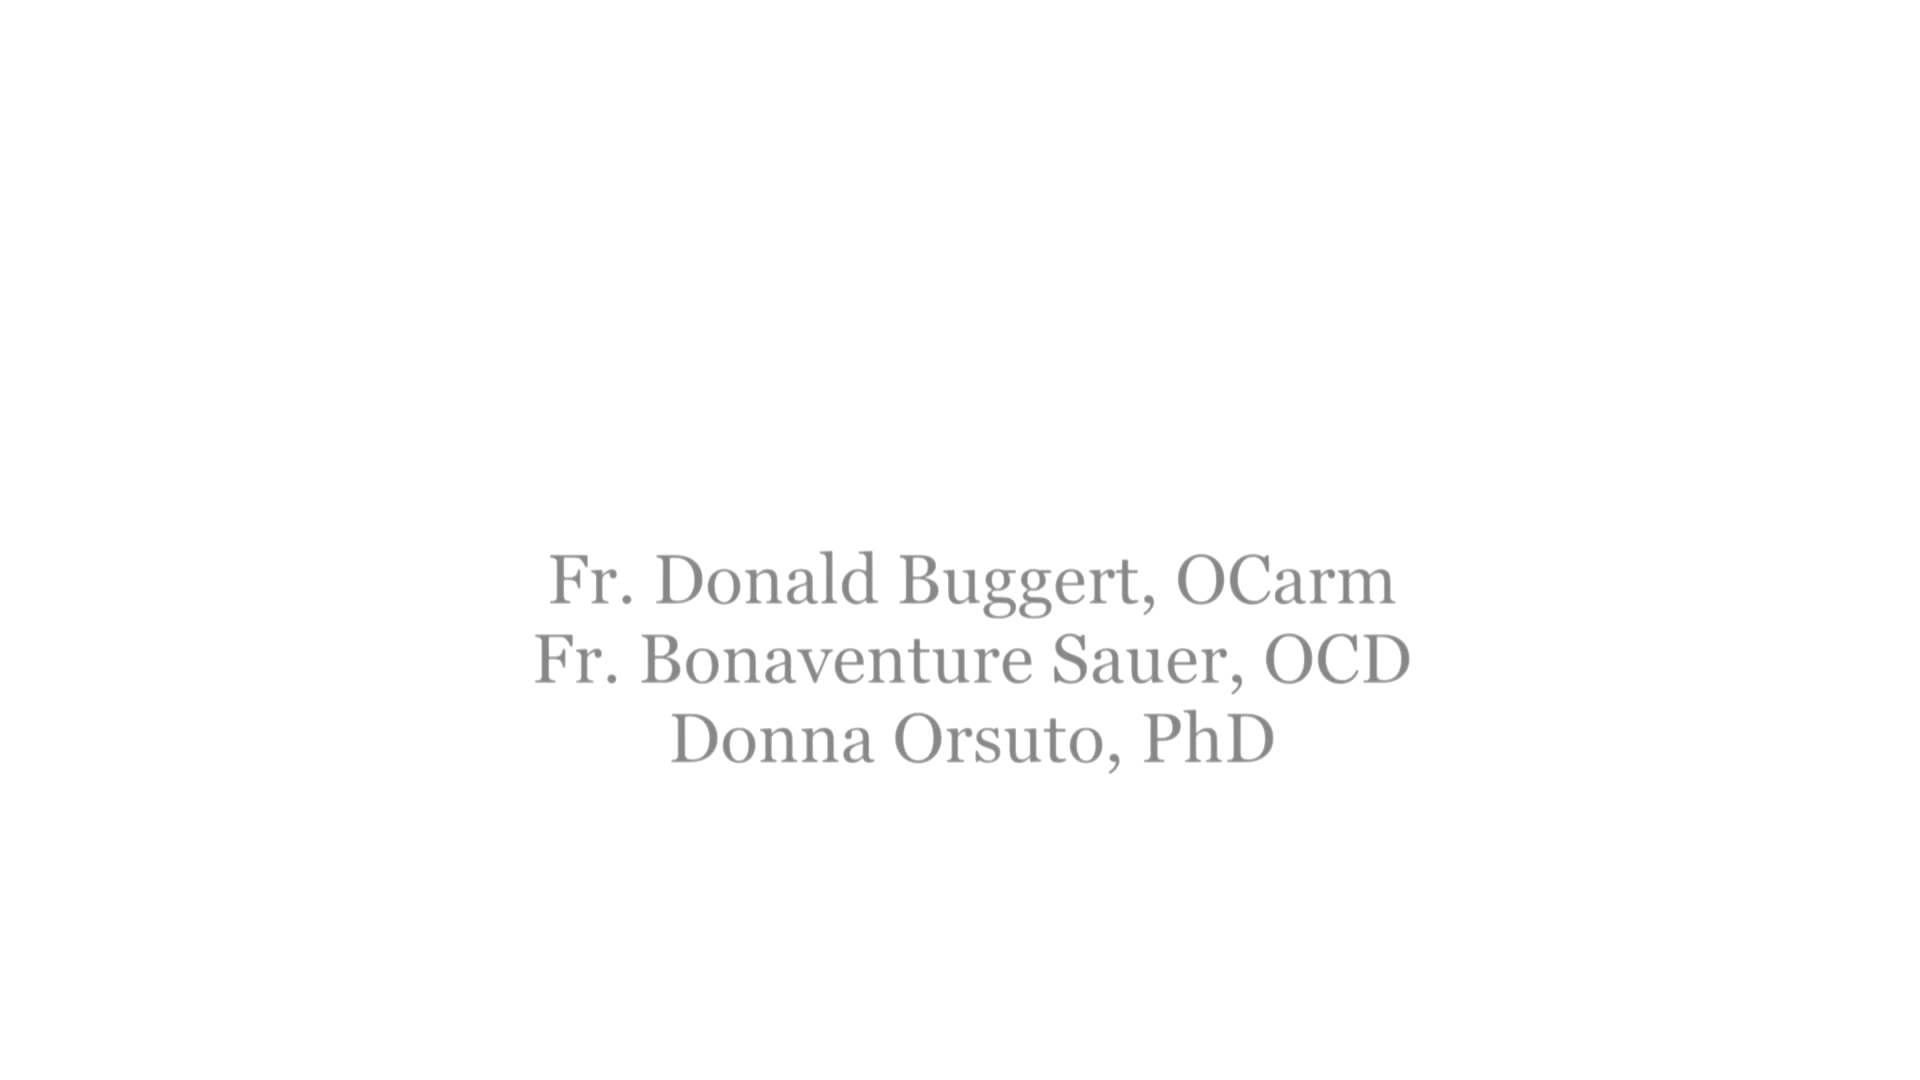 Fr. Donald Buggert, OCarm
Fr. Bonaventure Sauer, OCD
Donna Orsuto, PhD